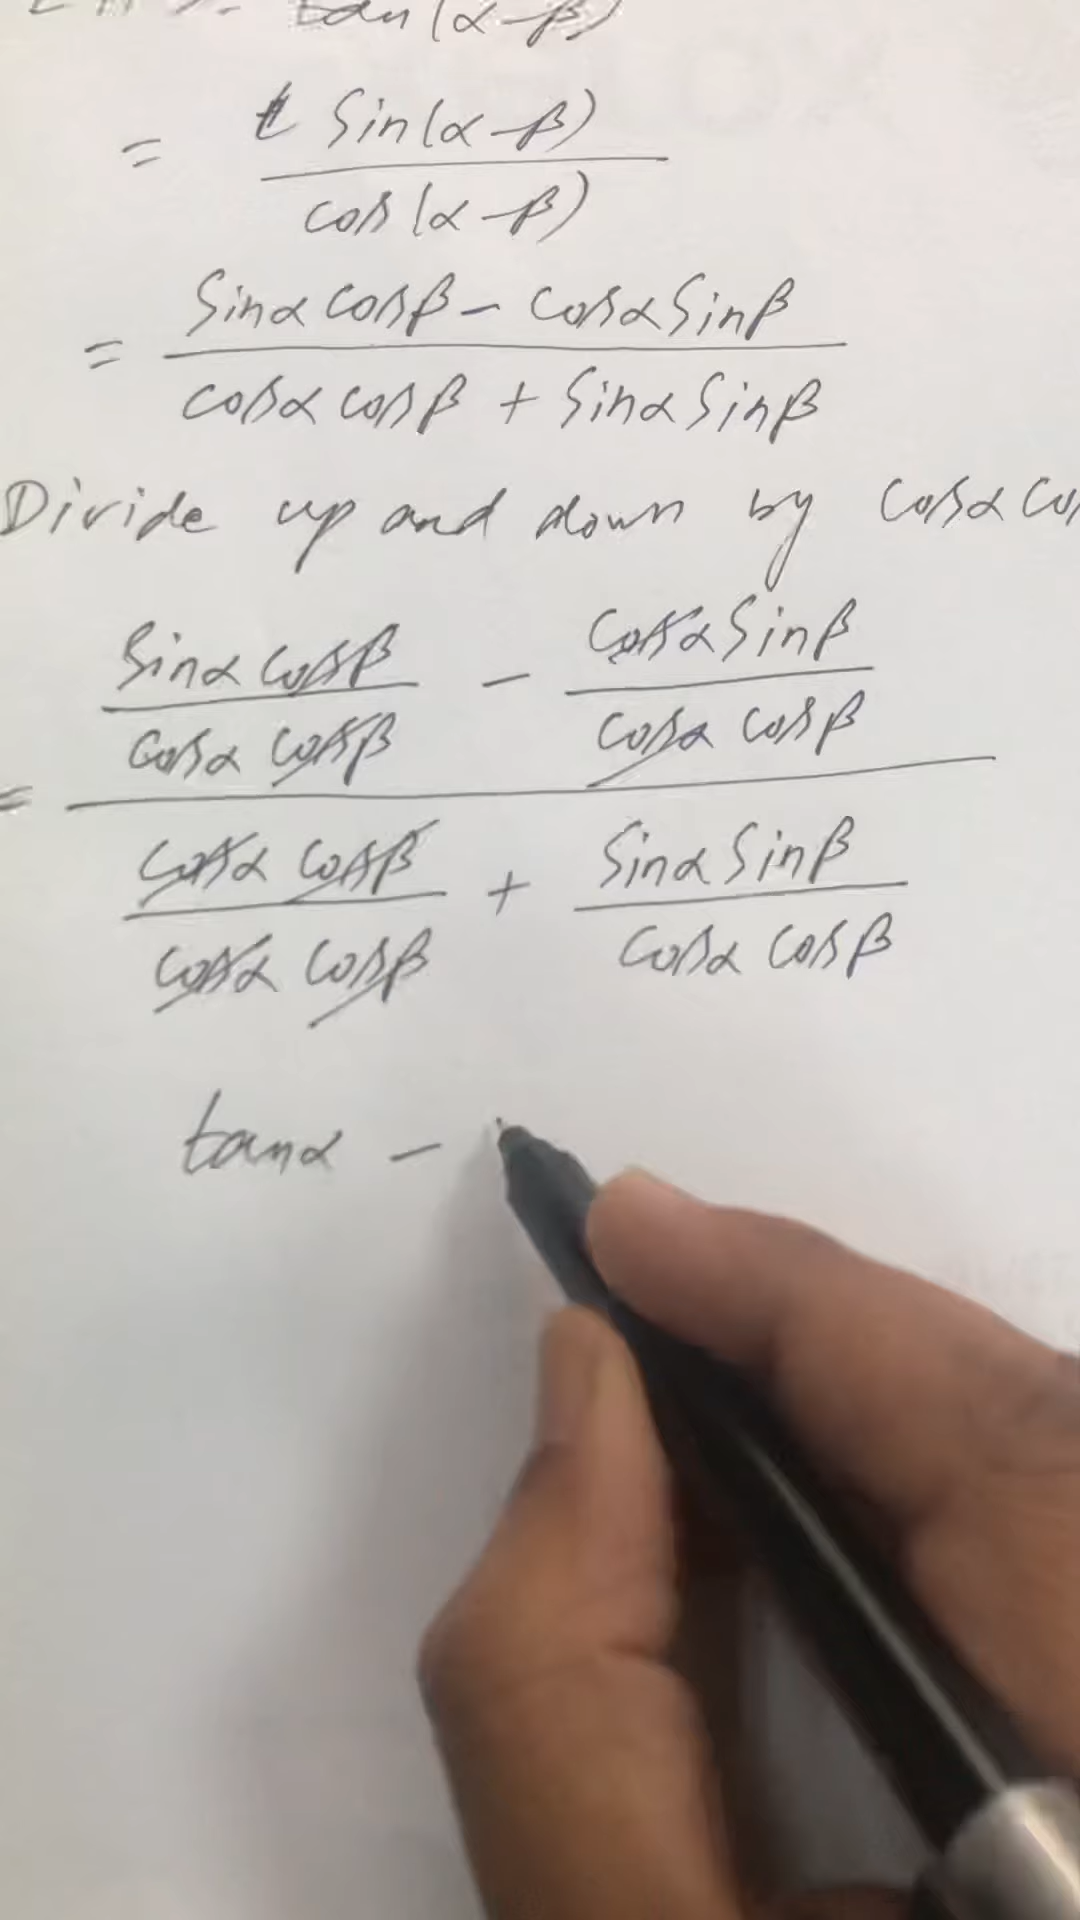 tan(α-β)
= Sin(α-β)
cos(α-β)
= Sinα cosβ - cosα Sinβ
cosα cosβ + Sinα Sinβ
Divide up and down by cosα
Sinα cosβ - cosα Sinβ
cosα cosβ cosα cosβ
=
cosα cosβ + Sinα Sinβ
cosα cosβ cosα cosβ
tanα -